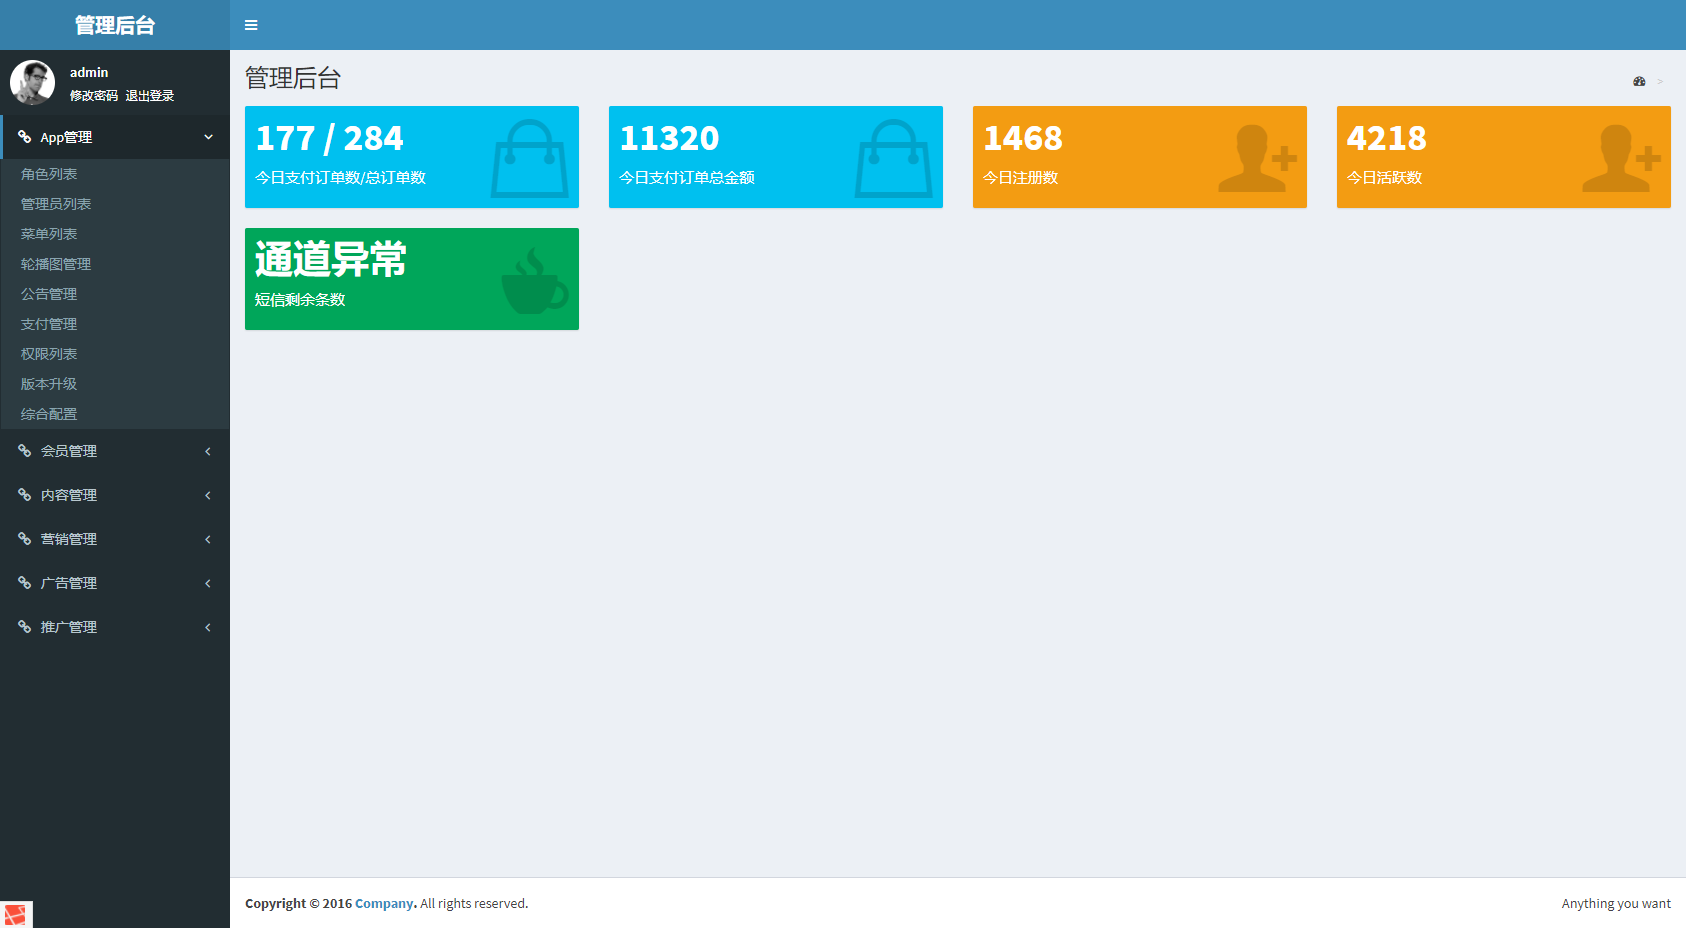 管理后台
admin
修改密码 退出登录
App管理
角色列表
管理员列表
菜单列表
轮播图管理
公告管理
支付管理
权限列表
版本升级
综合配置
会员管理
内容管理
营销管理
广告管理
推广管理
管理后台
>
177 / 284
今日支付订单数/总订单数
11320
今日支付订单总金额
1468
今日注册数
4218
今日活跃数
通道异常
短信剩余条数
Copyright © 2016 Company. All rights reserved.
Anything you want